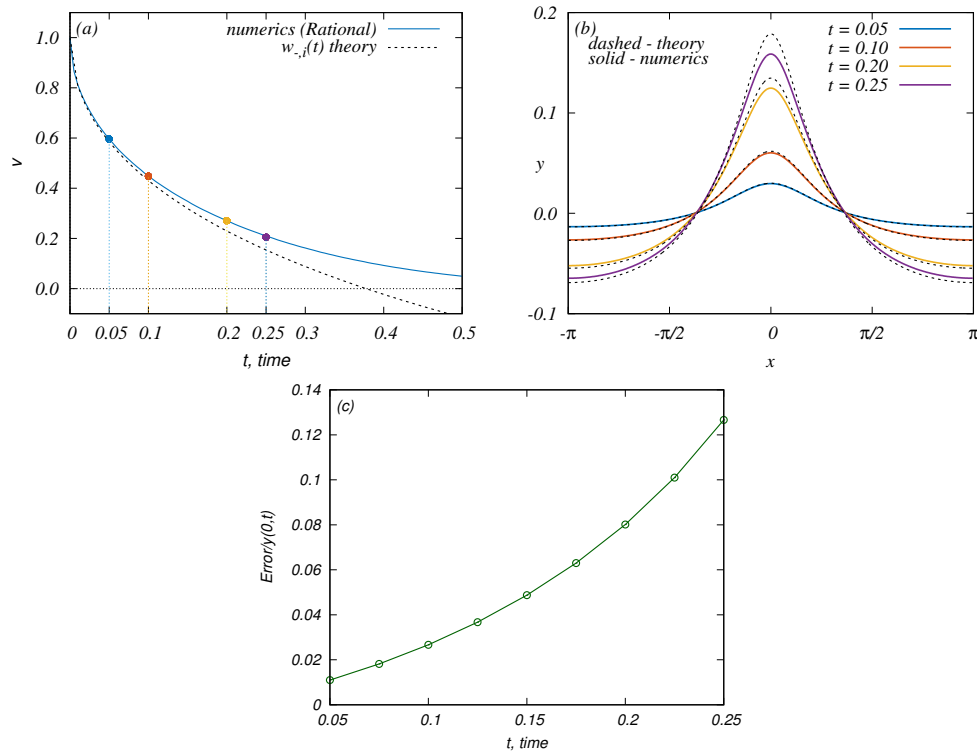 (a)
numerics (Rational)
w-,i(t) theory
1.0
0.8
0.6
0.4
0.2
0.0
v
0 0.05 0.1 0.2 0.25 0.3 0.4 0.5
t, time
(b)
dashed - theory
solid - numerics
t = 0.05
t = 0.10
t = 0.20
t = 0.25
0.2
0.1
y
0.0
-0.1
-π -π/2 0 π/2 π
x
(c)
0.14
0.12
0.1
0.08
0.06
0.04
0.02
0
Error/y(0,t)
0.05 0.1 0.15 0.2 0.25
t, time